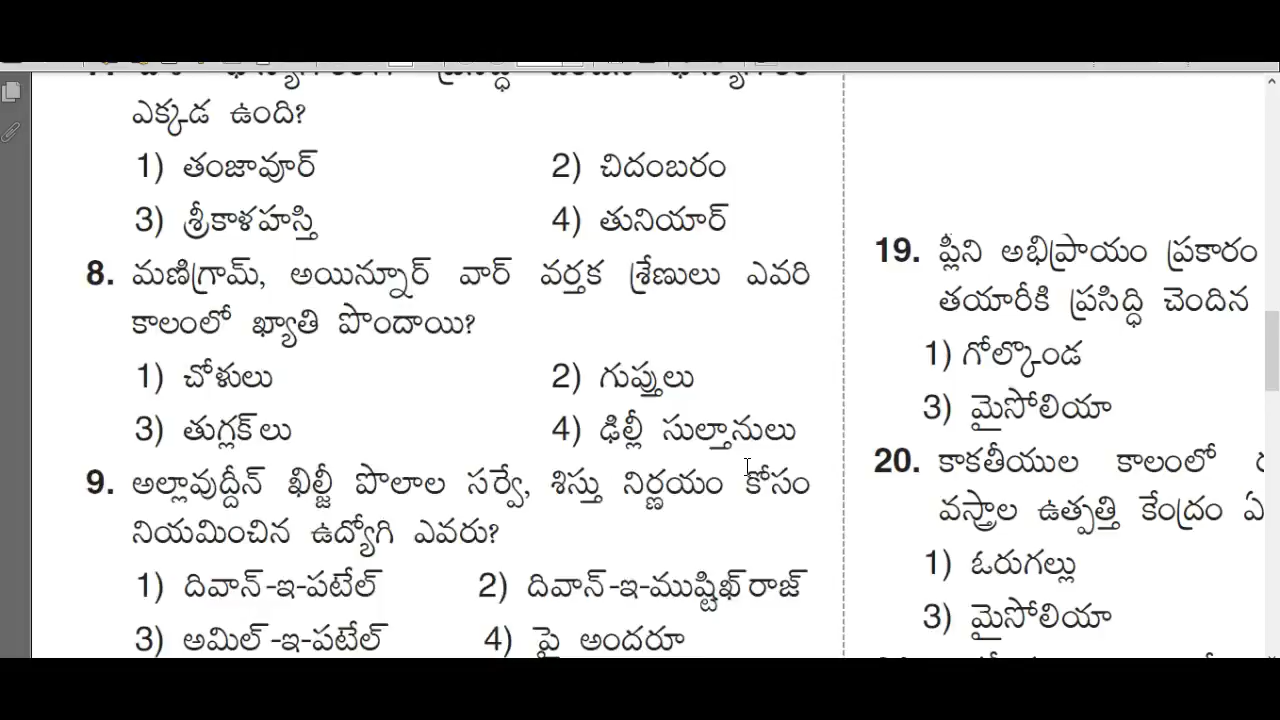 ఎక్కడ ఉంది?
1) తంజావూర్ 2) చిదంబరం
3) శ్రీకాళహస్తి 4) తునియార్
8. మణిగ్రామ్, అయిన్నూర్ వార్ వర్తక శ్రేణులు ఎవరి
కాలంలో ఖ్యాతి పొందాయి?
1) చోళులు 2) గుప్తులు
3) తుగ్లక్‌లు 4) ఢిల్లీ సుల్తానులు
9. అల్లావుద్దీన్ ఖిల్జీ పొలాల సర్వే, శిస్తు నిర్ణయం కోసం
నియమించిన ఉద్యోగి ఎవరు?
1) దివాన్-ఇ-పటేల్ 2) దివాన్-ఇ-ముష్టిఖ్‌రాజ్
3) అమిల్-ఇ-పటేల్ 4) పై అందరూ
19. ప్లీని అభిప్రాయం ప్రకారం
తయారీకి ప్రసిద్ధి చెందిన
1) గోల్కొండ
3) మైసోలియా
20. కాకతీయుల కాలంలో
వస్త్రాల ఉత్పత్తి కేంద్రం
1) ఓరుగల్లు
3) మైసోలియా